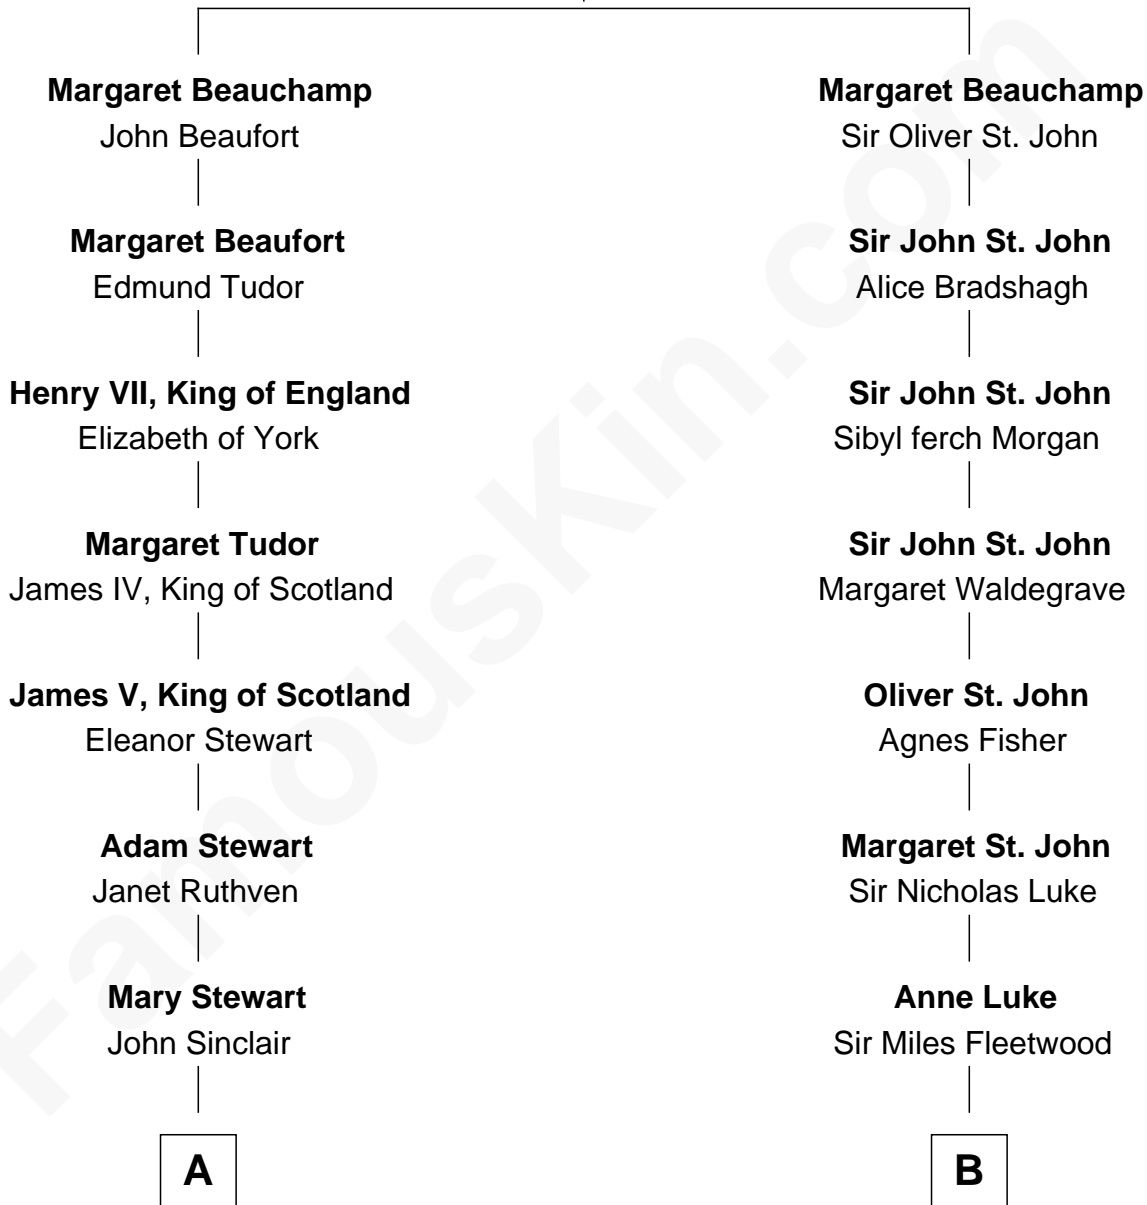 Margaret Beauchamp
John Beaufort
Margaret Beaufort
Edmund Tudor
Henry VII, King of England
Elizabeth of York
Margaret Tudor
James IV, King of Scotland
James V, King of Scotland
Eleanor Stewart
Adam Stewart
Janet Ruthven
Mary Stewart
John Sinclair
A
Margaret Beauchamp
Sir Oliver St. John
Sir John St. John
Alice Bradshagh
Sir John St. John
Sibyl ferch Morgan
Sir John St. John
Margaret Waldegrave
Oliver St. John
Agnes Fisher
Margaret St. John
Sir Nicholas Luke
Anne Luke
Sir Miles Fleetwood
B
FamousKin.com